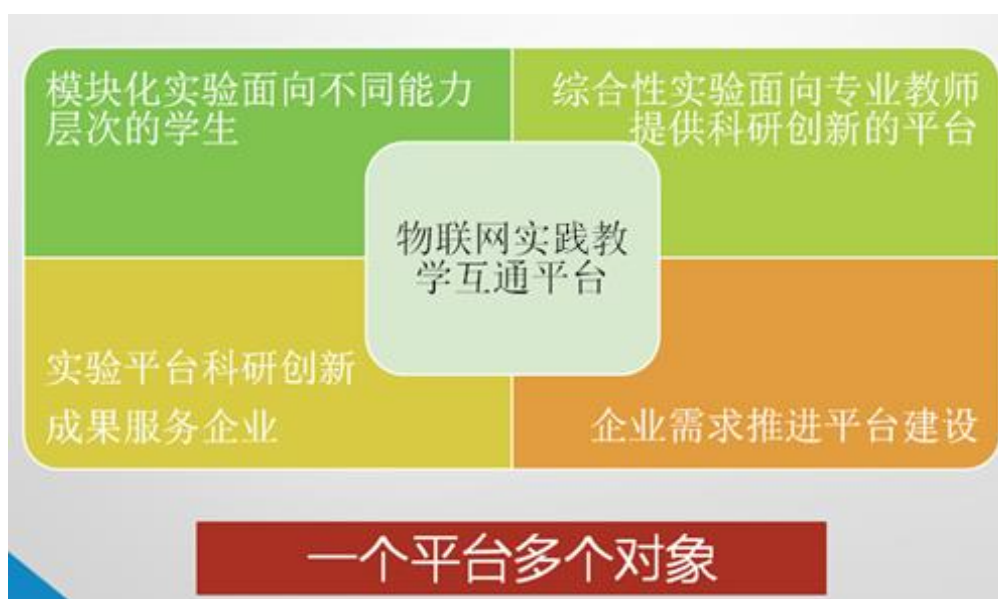 模块化实验面向不同能力
层次的学生
综合性实验面向专业教师
提供科研创新的平台
物联网实践教
学互通平台
实验平台科研创新
成果服务企业
企业需求推进平台建设
一个平台多个对象